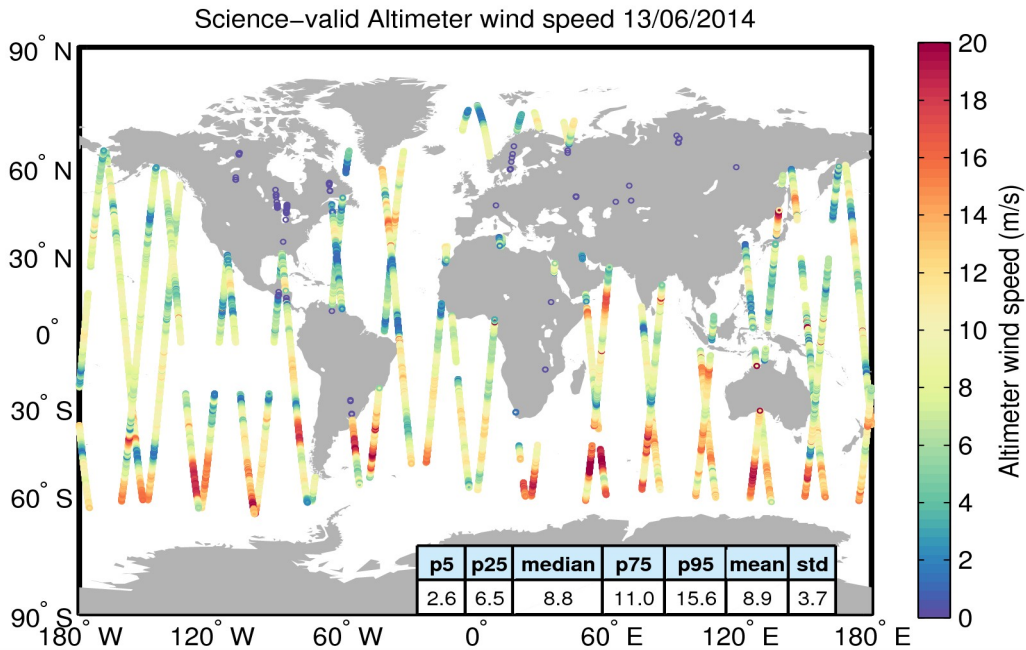 Science−valid Altimeter wind speed 13/06/2014
90° N
60° N
30° N
0°
30° S
60° S
90° S
180° W
120° W
60° W
0°
60° E
120° E
180° E
p5 p25 median p75 p95 mean std
2.6 6.5 8.8 11.0 15.6 8.9 3.7
20
18
16
14
12
10
8
6
4
2
0
Altimeter wind speed (m/s)